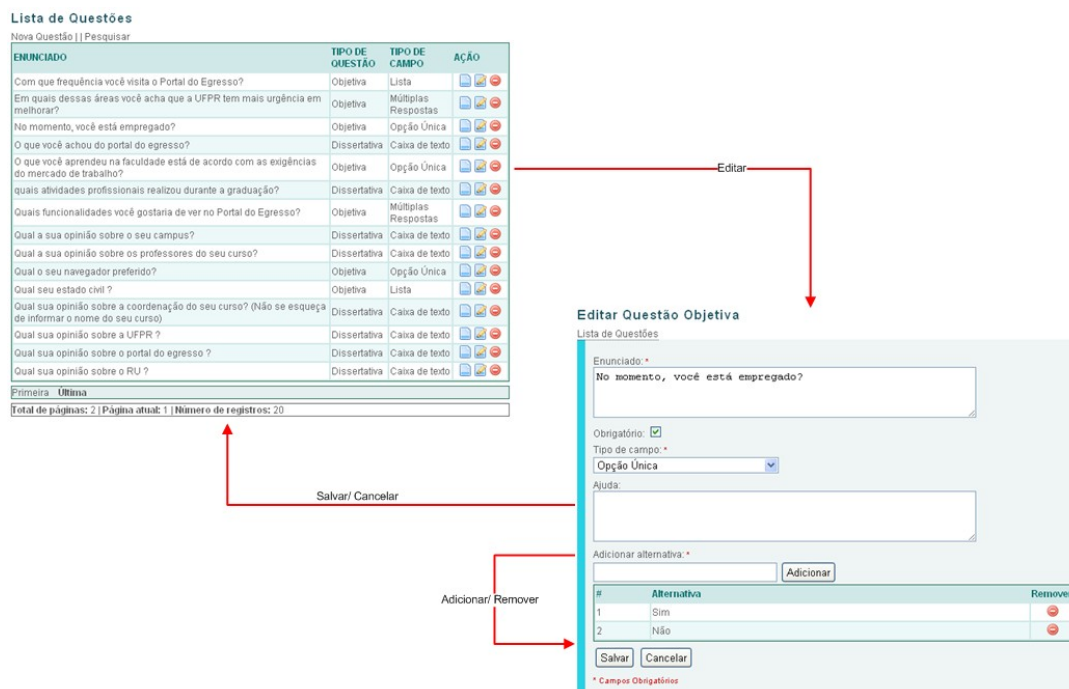 Lista de Questões
Nova Questão | | Pesquisar
ENUNCIADO TIPO DE QUESTÃO TIPO DE CAMPO AÇÃO
Com que frequência você visita o Portal do Egresso? Objetiva Lista
Em quais dessas áreas você acha que a UFPR tem mais urgência em melhorar? Objetiva Múltiplas Respostas
No momento, você está empregado? Objetiva Opção Única
O que você achou do portal do egresso? Dissertativa Caixa de texto
O que você aprendeu na faculdade está de acordo com as exigências do mercado de trabalho? Objetiva Opção Única
quais atividades profissionais realizou durante a graduação? Dissertativa Caixa de texto
Quais funcionalidades você gostaria de ver no Portal do Egresso? Objetiva Múltiplas Respostas
Qual a sua opinião sobre o seu campus? Dissertativa Caixa de texto
Qual a sua opinião sobre os professores do seu curso? Dissertativa Caixa de texto
Qual o seu navegador preferido? Objetiva Opção Única
Qual seu estado civil ? Objetiva Lista
Qual sua opinião sobre a coordenação do seu curso? (Não se esqueça de informar o nome do seu curso) Dissertativa Caixa de texto
Qual sua opinião sobre a UFPR ? Dissertativa Caixa de texto
Qual sua opinião sobre o portal do egresso ? Dissertativa Caixa de texto
Qual sua opinião sobre o RU ? Dissertativa Caixa de texto
Primeira Última
Total de páginas: 2 | Página atual: 1 | Número de registros: 20
Editar
Salvar/ Cancelar
Adicionar/ Remover
Editar Questão Objetiva
Lista de Questões
Enunciado: *
No momento, você está empregado?
Obrigatório:
Tipo de campo: *
Opção Única
Ajuda:
Adicionar alternativa: *
Adicionar
# Alternativa Remover
1 Sim
2 Não
Salvar Cancelar
* Campos Obrigatórios